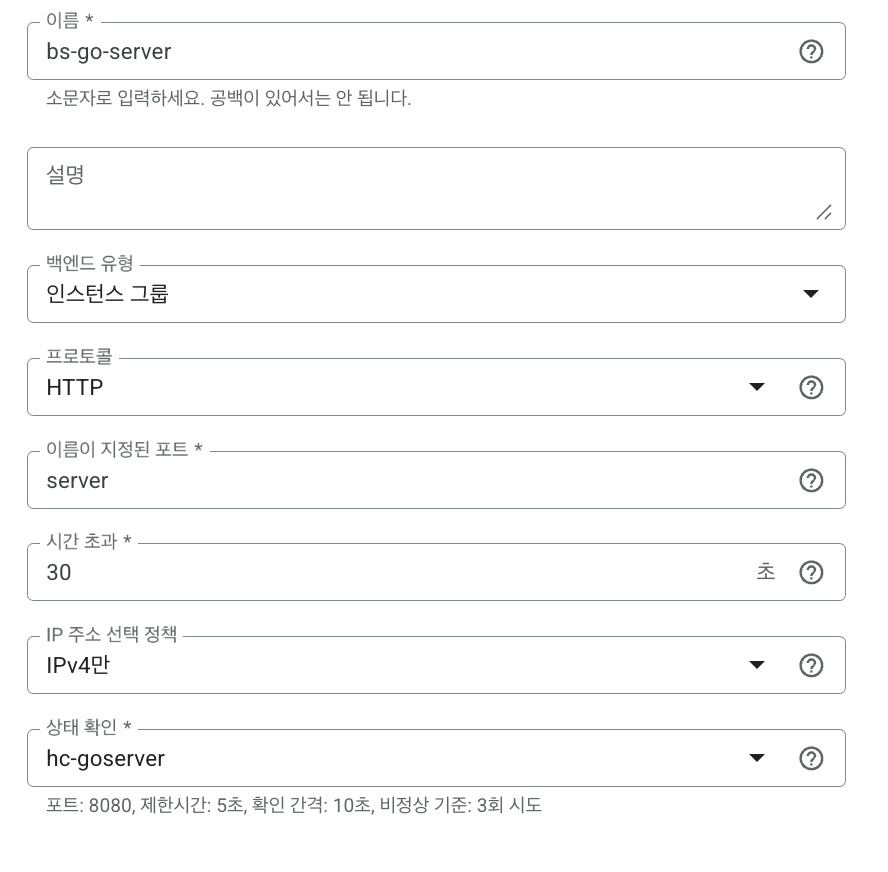 이름 *
bs-go-server
소문자로 입력하세요. 공백이 있어서는 안 됩니다.
설명
백엔드 유형
인스턴스 그룹
프로토콜
HTTP
이름이 지정된 포트 *
server
시간 초과 *
30 초
IP 주소 선택 정책
IPv4만
상태 확인 *
hc-goserver
포트: 8080, 제한시간: 5초, 확인 간격: 10초, 비정상 기준: 3회 시도